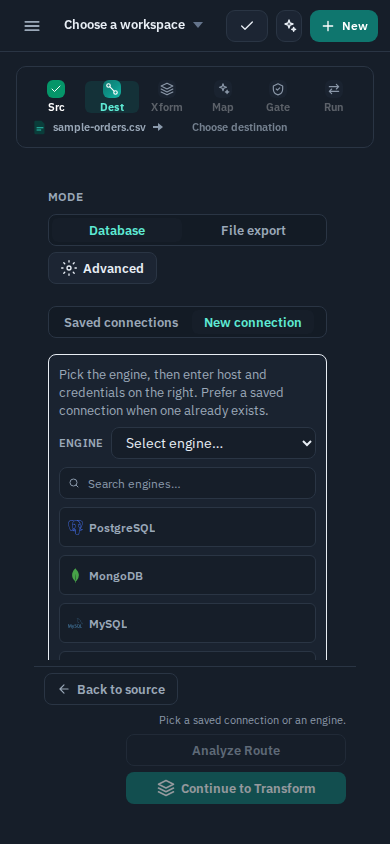 Choose a workspace
New
Src
Dest
Xform
Map
Gate
Run
sample-orders.csv
Choose destination
MODE
Database
File export
Advanced
Saved connections
New connection
Pick the engine, then enter host and
credentials on the right. Prefer a saved
connection when one already exists.
ENGINE
Select engine...
Search engines...
PostgreSQL
MongoDB
MySQL
Back to source
Pick a saved connection or an engine.
Analyze Route
Continue to Transform